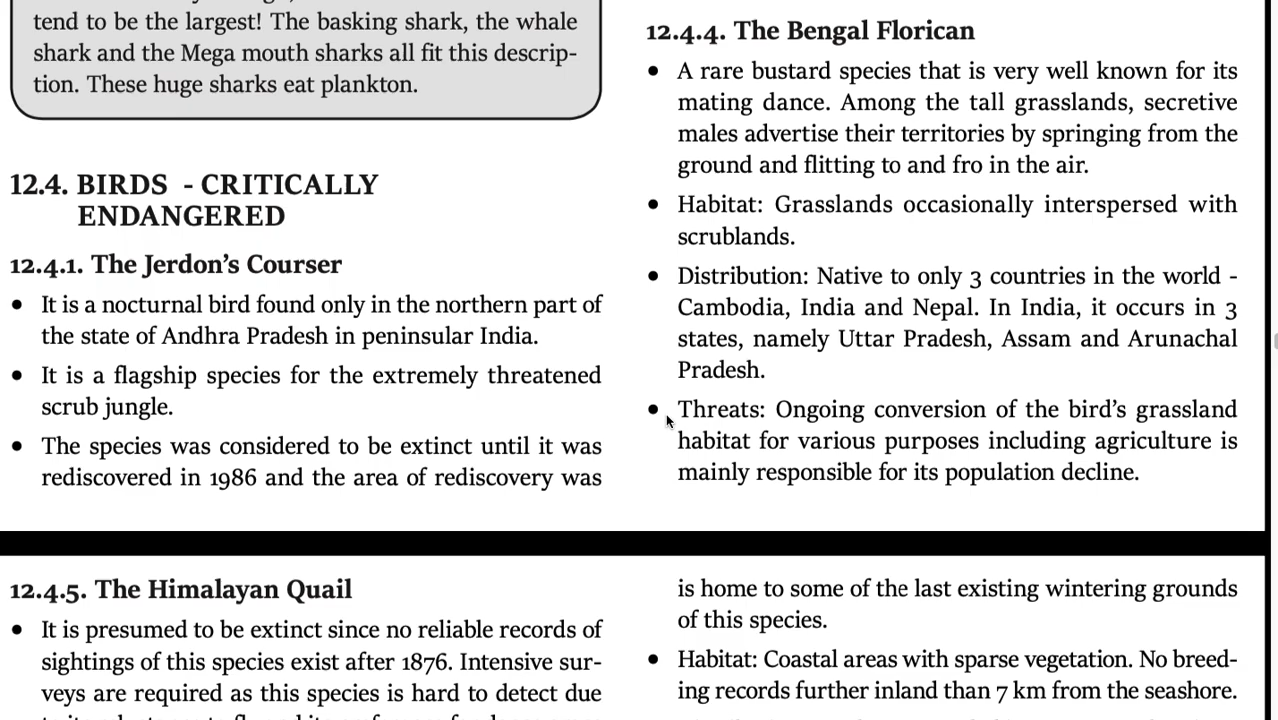 tend to be the largest! The basking shark, the whale
shark and the Mega mouth sharks all fit this descrip-
tion. These huge sharks eat plankton.
12.4. BIRDS - CRITICALLY
ENDANGERED
12.4.1. The Jerdon's Courser
• It is a nocturnal bird found only in the northern part of
the state of Andhra Pradesh in peninsular India.
• It is a flagship species for the extremely threatened
scrub jungle.
• The species was considered to be extinct until it was
rediscovered in 1986 and the area of rediscovery was
12.4.4. The Bengal Florican
• A rare bustard species that is very well known for its
mating dance. Among the tall grasslands, secretive
males advertise their territories by springing from the
ground and flitting to and fro in the air.
• Habitat: Grasslands occasionally interspersed with
scrublands.
• Distribution: Native to only 3 countries in the world -
Cambodia, India and Nepal. In India, it occurs in 3
states, namely Uttar Pradesh, Assam and Arunachal
Pradesh.
• Threats: Ongoing conversion of the bird's grassland
habitat for various purposes including agriculture is
mainly responsible for its population decline.
12.4.5. The Himalayan Quail
• It is presumed to be extinct since no reliable records of
sightings of this species exist after 1876. Intensive sur-
veys are required as this species is hard to detect due
is home to some of the last existing wintering grounds
of this species.
• Habitat: Coastal areas with sparse vegetation. No breed-
ing records further inland than 7 km from the seashore.